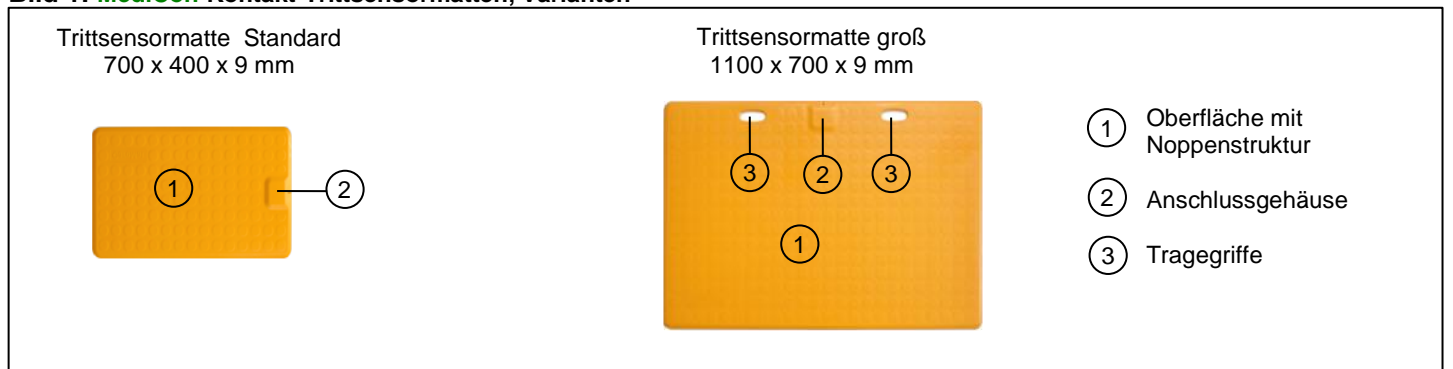 Trittsensormatte Standard
700 x 400 x 9 mm
1
2
Trittsensormatte groß
1100 x 700 x 9 mm
3
2
3
1
1 Oberfläche mit
Noppenstruktur
2 Anschlussgehäuse
3 Tragegriffe